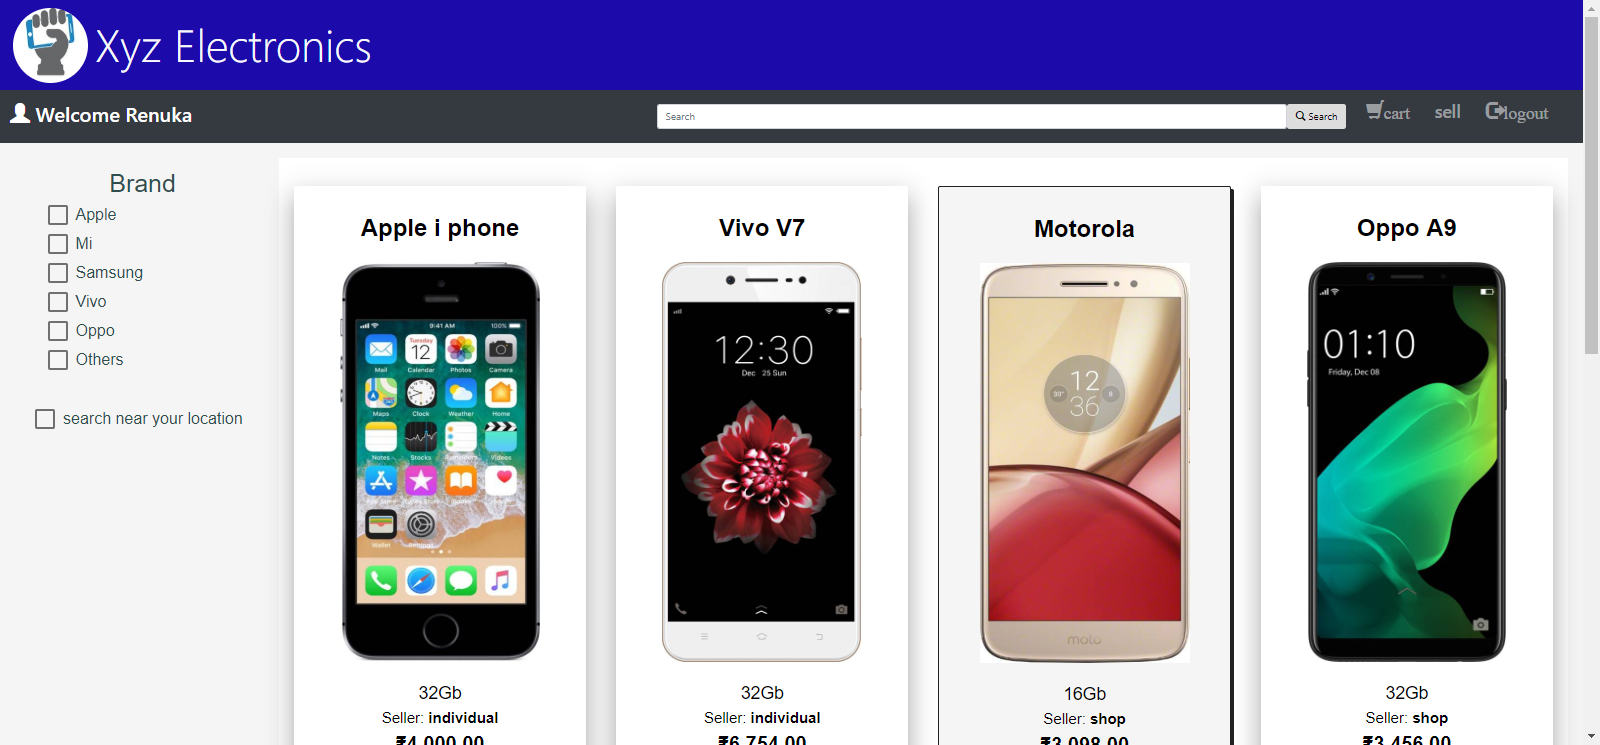 Xyz Electronics
Welcome Renuka
Search
Search
cart
sell
logout
Brand
Apple
Mi
Samsung
Vivo
Oppo
Others
search near your location
Apple i phone
9:41 AM
100%
Tuesday
12
Mail
Calendar
Photos
Camera
Maps
Clock
Weather
Home
Notes
Stocks
Reminders
Videos
Wallet
Settings
32Gb
Seller: individual
₹4,000.00
Vivo V7
12:30
Dec 25 Sun
32Gb
Seller: individual
₹6,754.00
Motorola
12
36
moto
16Gb
Seller: shop
₹3,098.00
Oppo A9
01:10
Friday, Dec 08
32Gb
Seller: shop
₹3,456.00